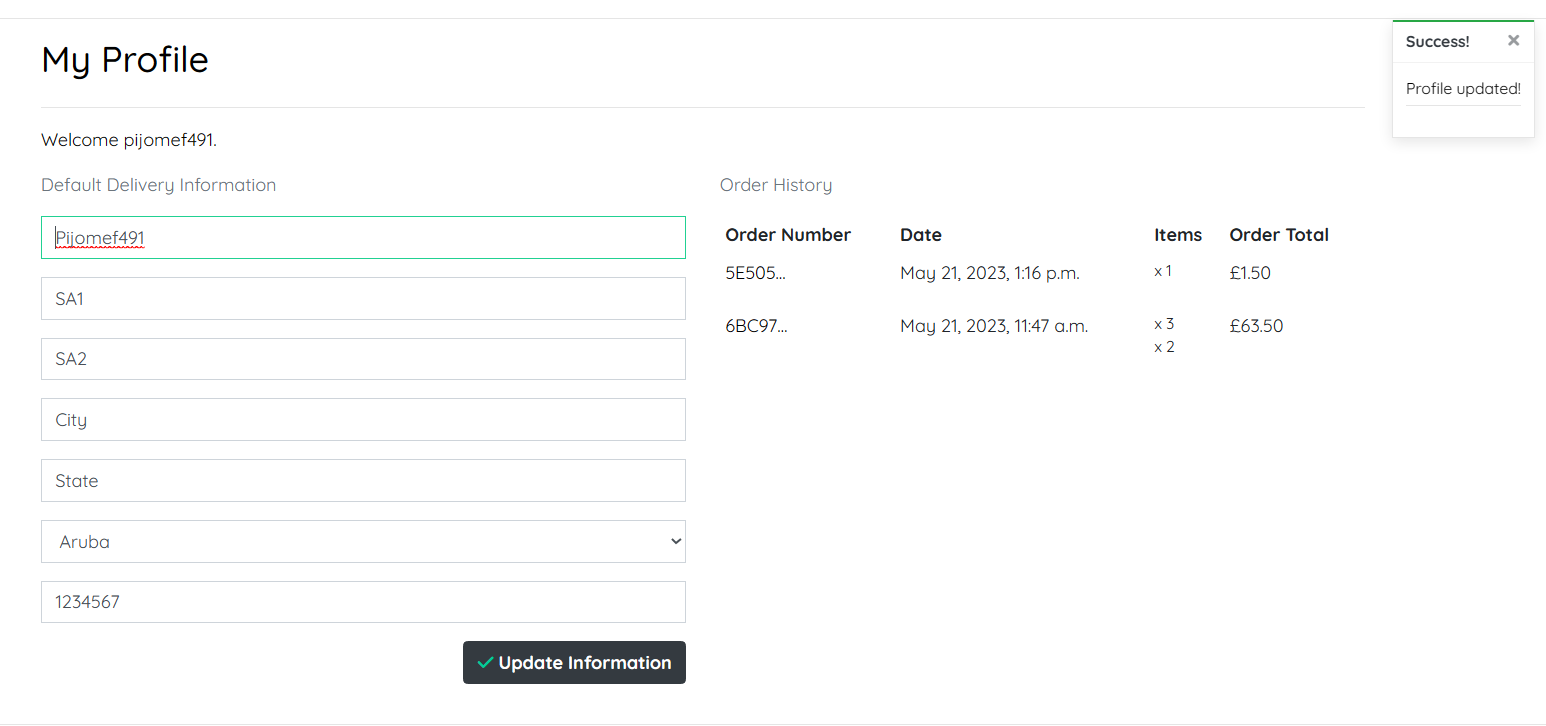 My Profile
Success!
Profile updated!
Welcome pijomef491.
Default Delivery Information
Pijomef491
SA1
SA2
City
State
Aruba
1234567
Update Information
Order History
Order Number Date Items Order Total
5E505... May 21, 2023, 1:16 p.m. x 1 £1.50
6BC97... May 21, 2023, 11:47 a.m. x 3 £63.50
x 2